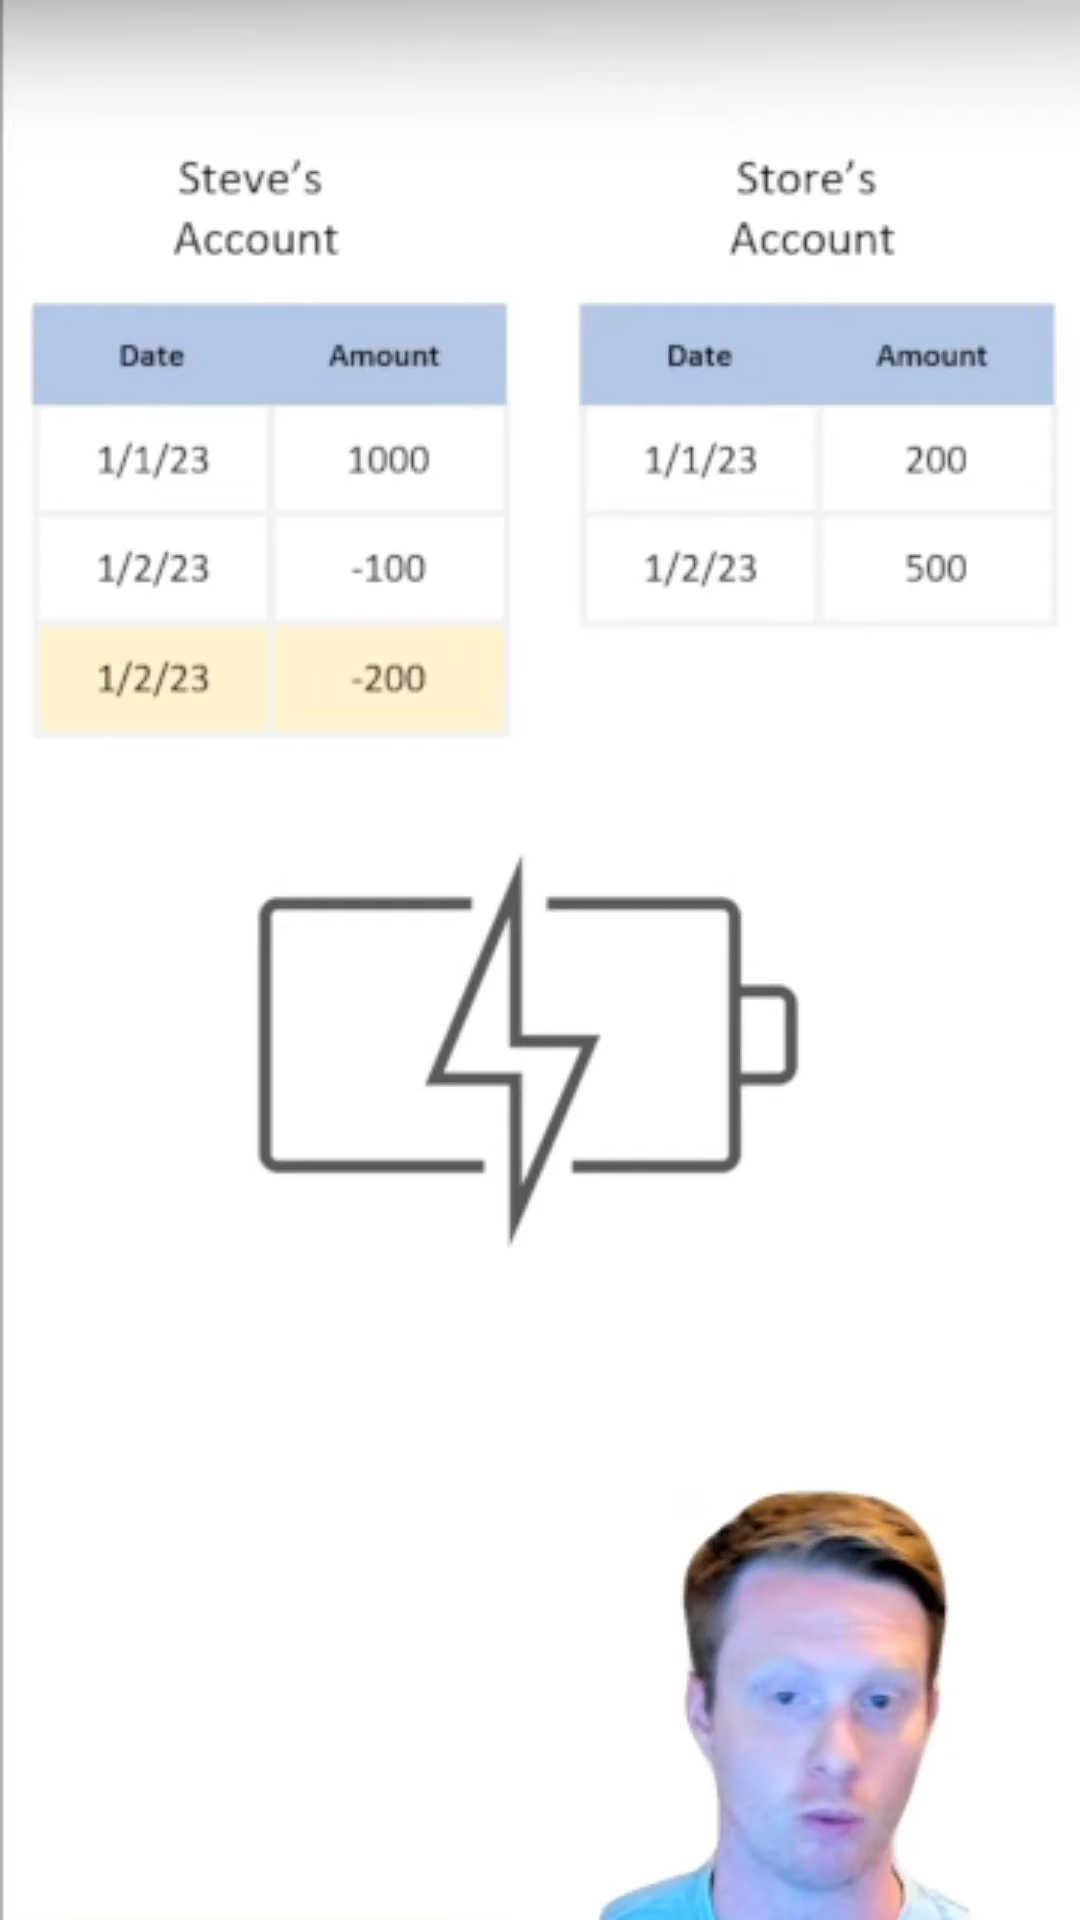 Steve’s
Account
Date Amount
1/1/23 1000
1/2/23 -100
1/2/23 -200
Store’s
Account
Date Amount
1/1/23 200
1/2/23 500